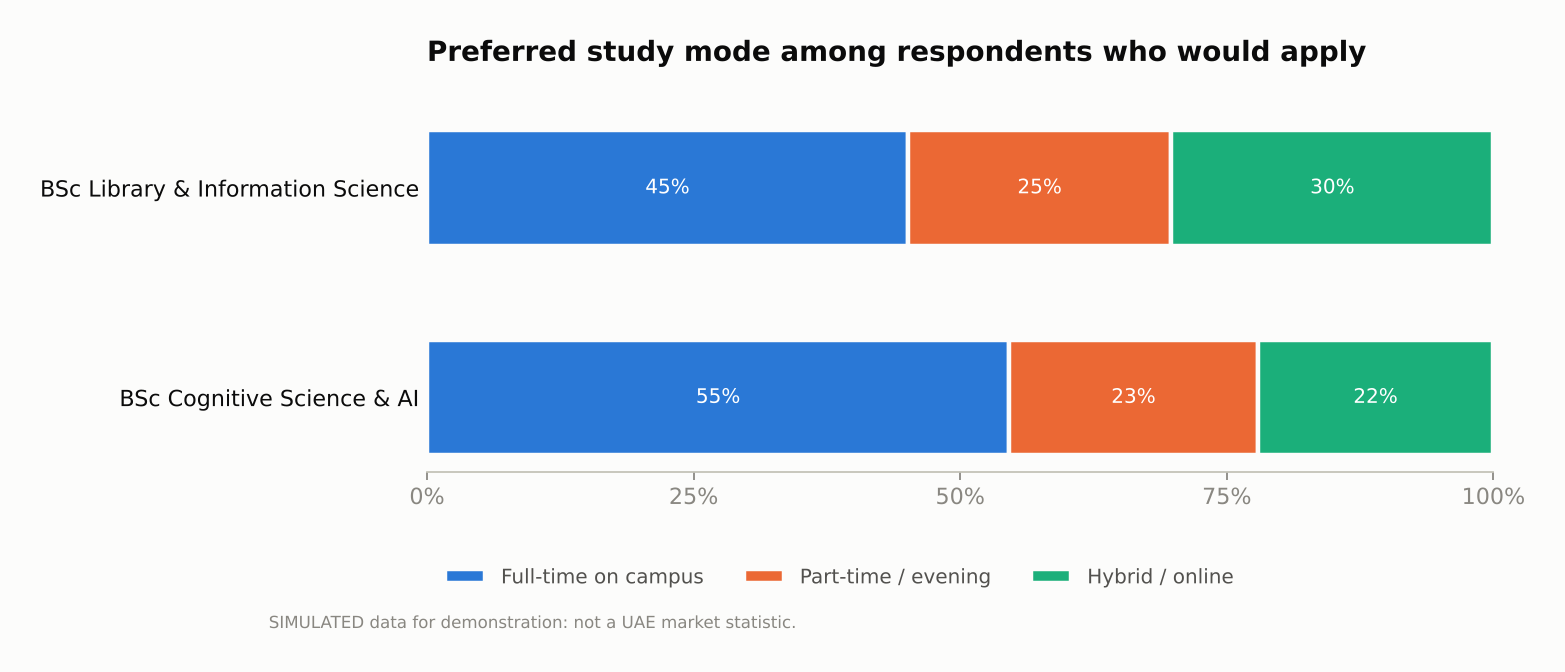 Preferred study mode among respondents who would apply
BSc Library & Information Science
45%
25%
30%
BSc Cognitive Science & AI
55%
23%
22%
0%
25%
50%
75%
100%
Full-time on campus
Part-time / evening
Hybrid / online
SIMULATED data for demonstration: not a UAE market statistic.